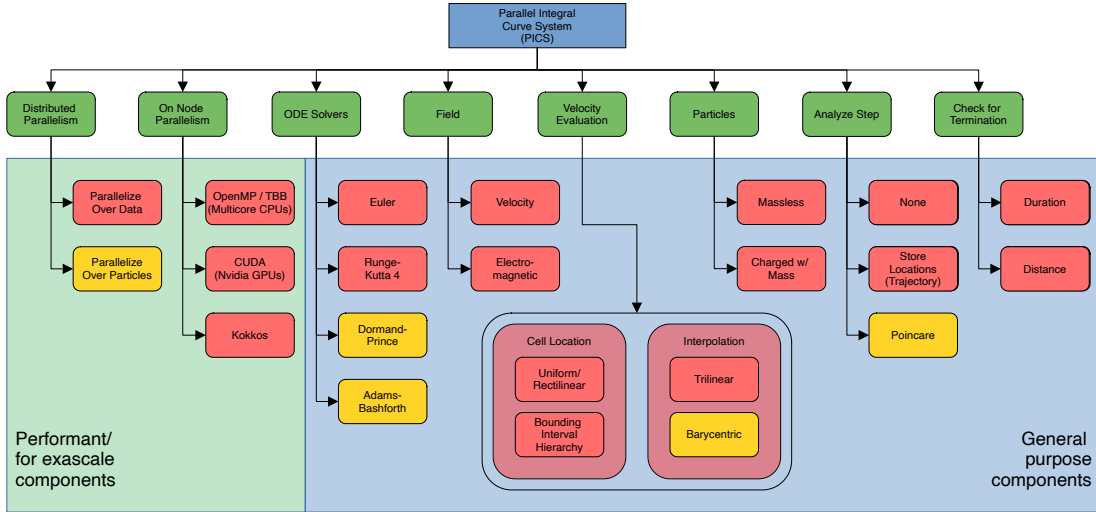 Parallel Integral
Curve System
(PICS)
Distributed
Parallelism
On Node
Parallelism
ODE Solvers
Field
Velocity
Evaluation
Particles
Analyze Step
Check for
Termination
Parallelize
Over Data
Parallelize
Over Particles
OpenMP / TBB
(Multicore CPUs)
CUDA
(Nvidia GPUs)
Kokkos
Euler
Runge-
Kutta 4
Dormand-
Prince
Adams-
Bashforth
Velocity
Electro-
magnetic
Cell Location
Uniform/
Rectilinear
Bounding
Interval
Hierarchy
Interpolation
Trilinear
Barycentric
Massless
Charged w/
Mass
None
Store
Locations
(Trajectory)
Poincare
Duration
Distance
Performant/
for exascale
components
General
purpose
components